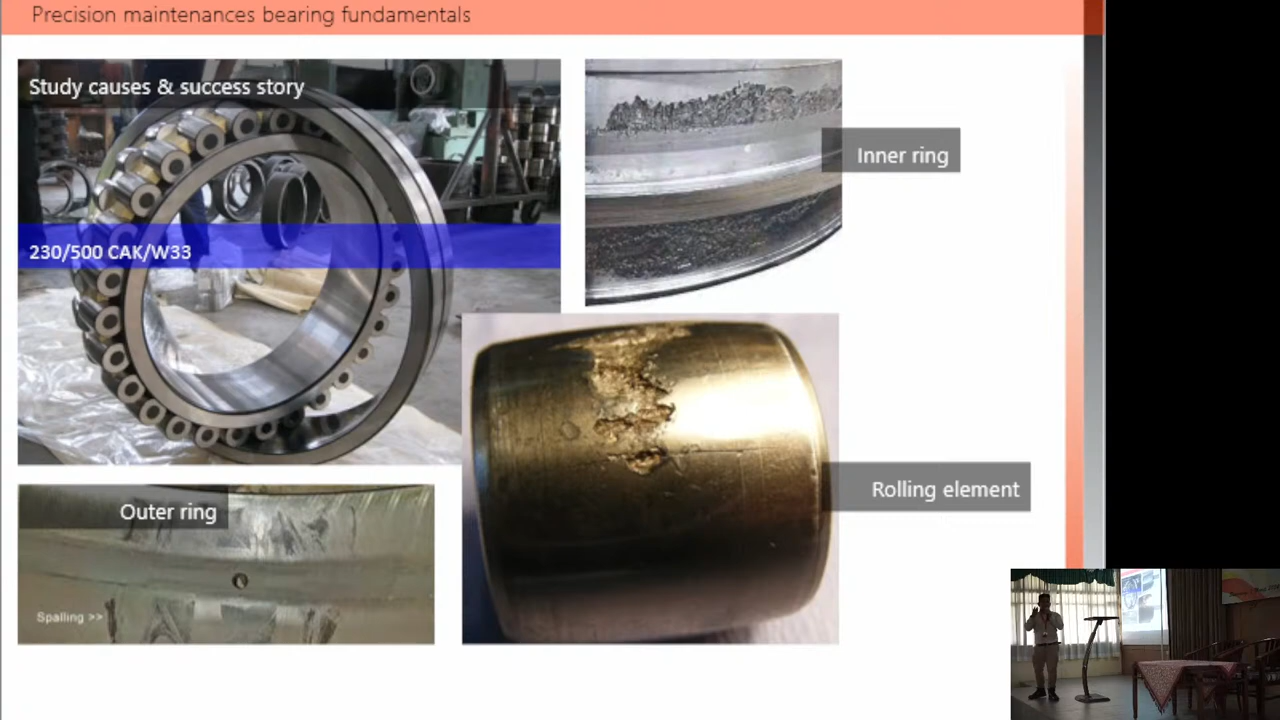 Precision maintenances bearing fundamentals
Study causes & success story
230/500 CAK/W33
Inner ring
Rolling element
Outer ring
Spalling >>